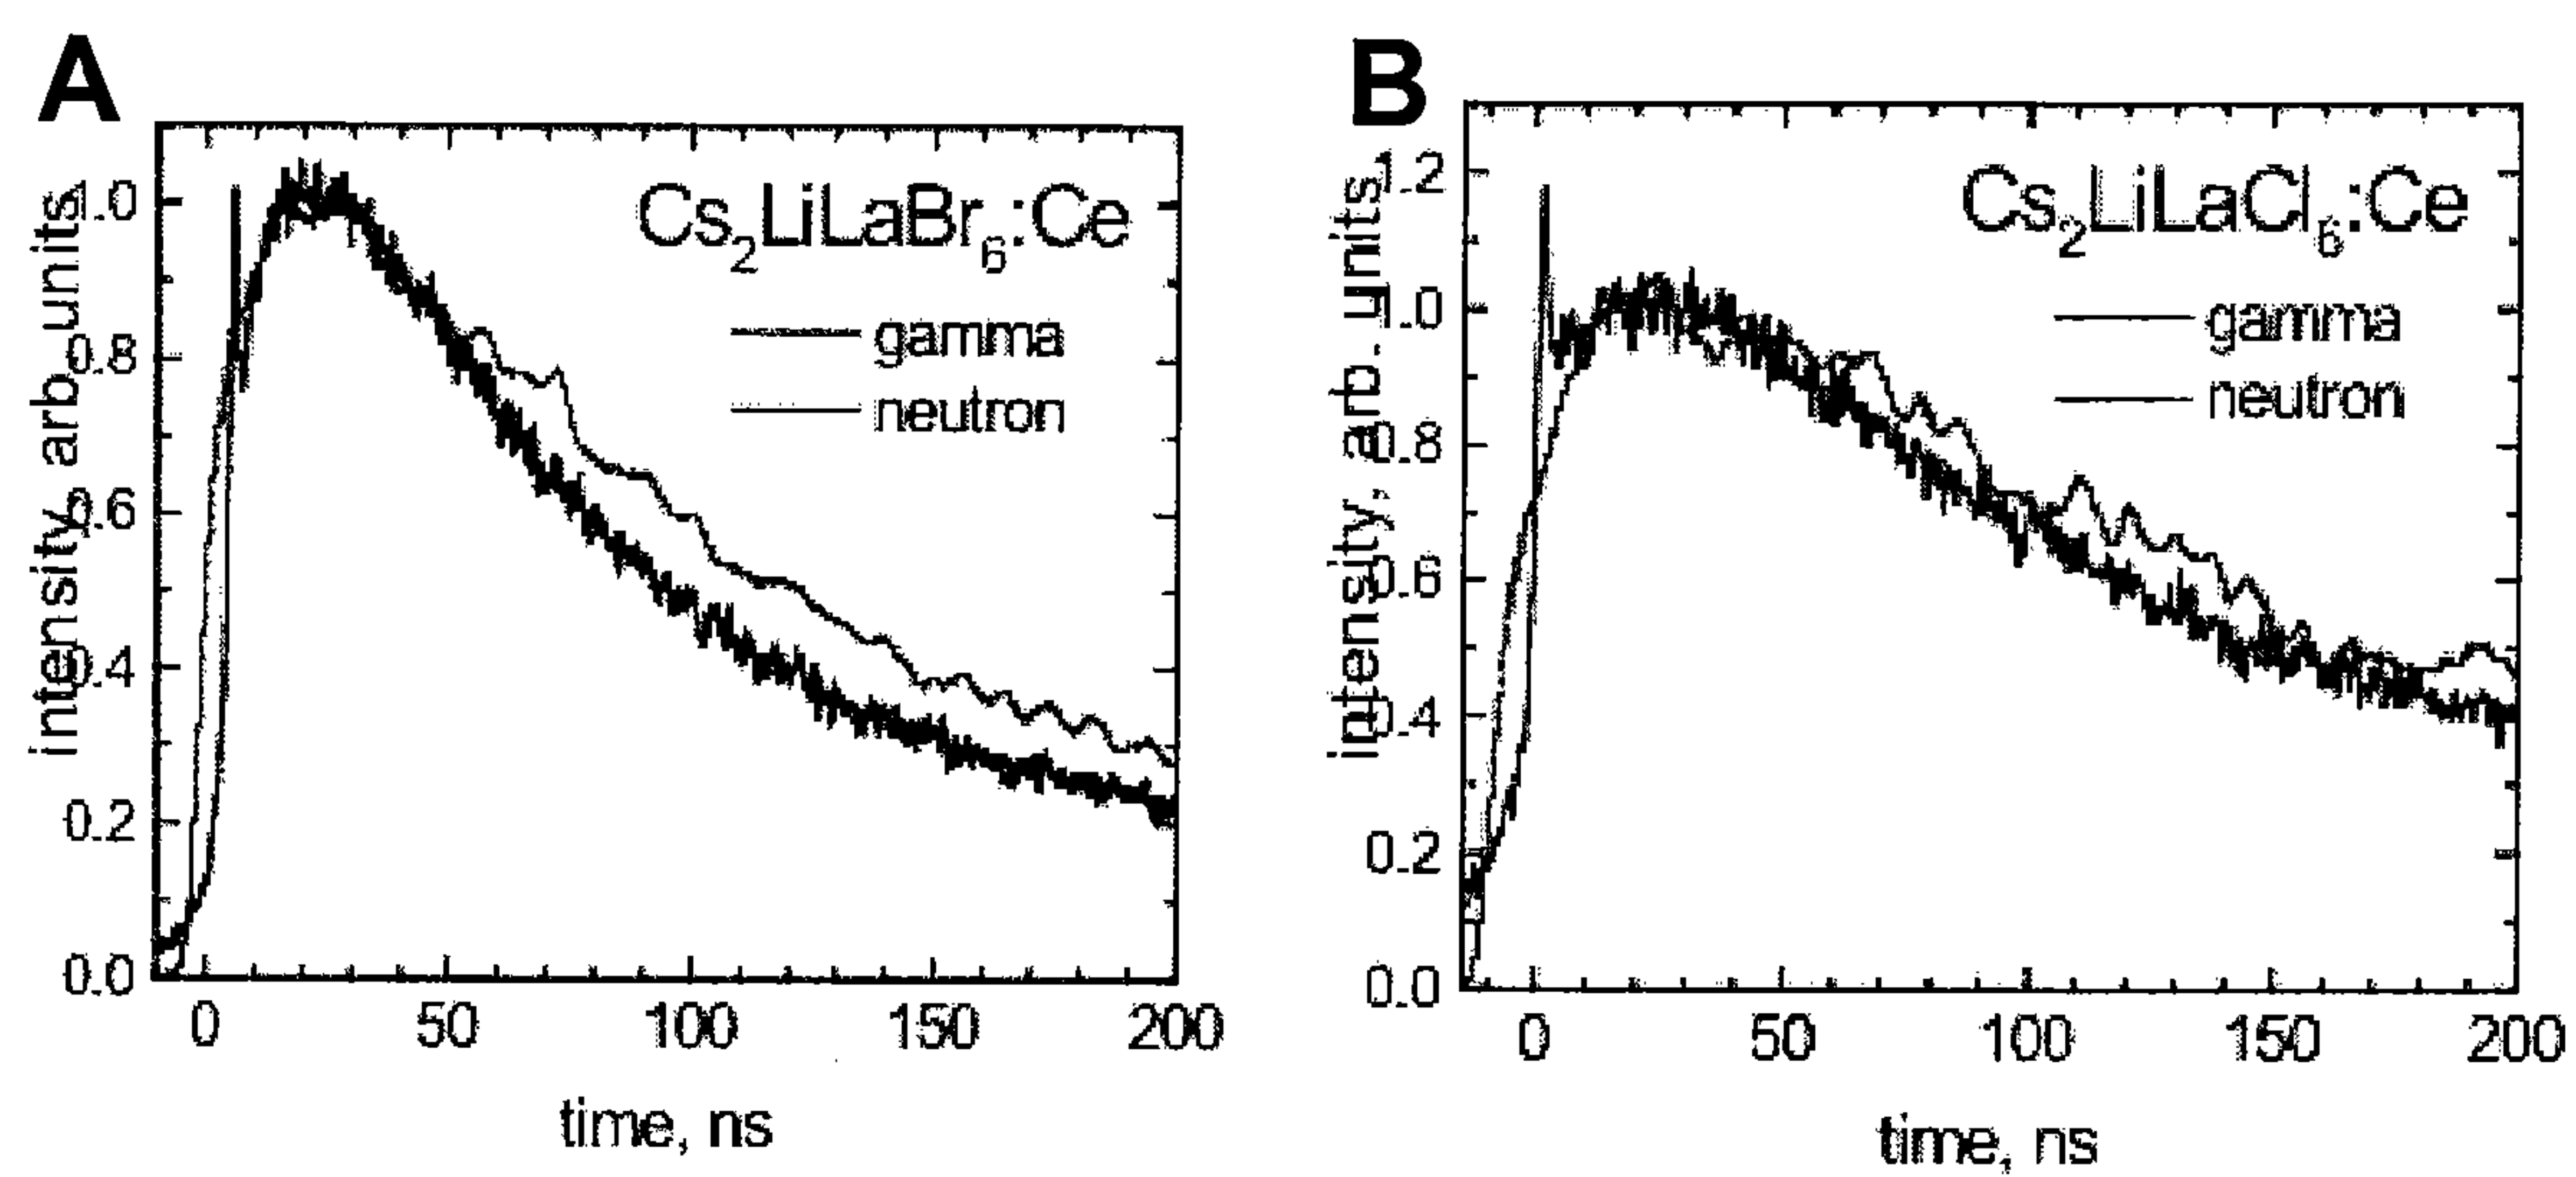 A
Cs2LiLaBr6:Ce
gamma
neutron
intensity, arb. units
1.0
0.8
0.6
0.4
0.2
0.0
0 50 100 150 200
time, ns
B
Cs2LiLaCl6:Ce
gamma
neutron
intensity, arb. units
1.2
1.0
0.8
0.6
0.4
0.2
0.0
0 50 100 150 200
time, ns